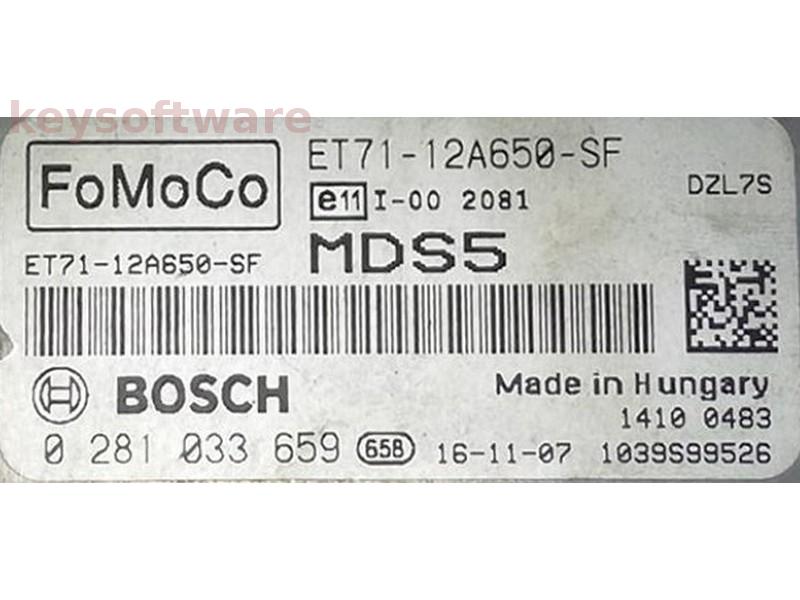 keysoftware
FoMoCo
ET71-12A650-SF
e11 I-00 2081
DZL7S
ET71-12A650-SF
MDS5
BOSCH
Made in Hungary
1410 0483
0 281 033 659 65B 16-11-07 1039S99526